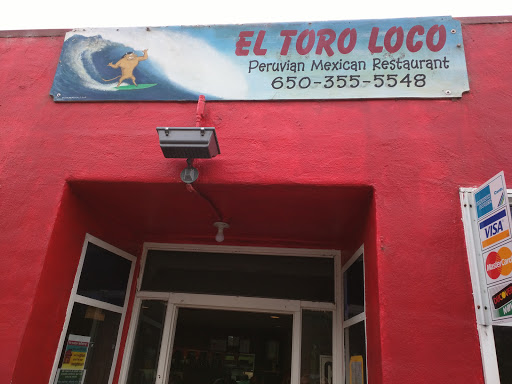 EL TORO LOCO
Peruvian Mexican Restaurant
650-355-5548
VISA
MasterCard